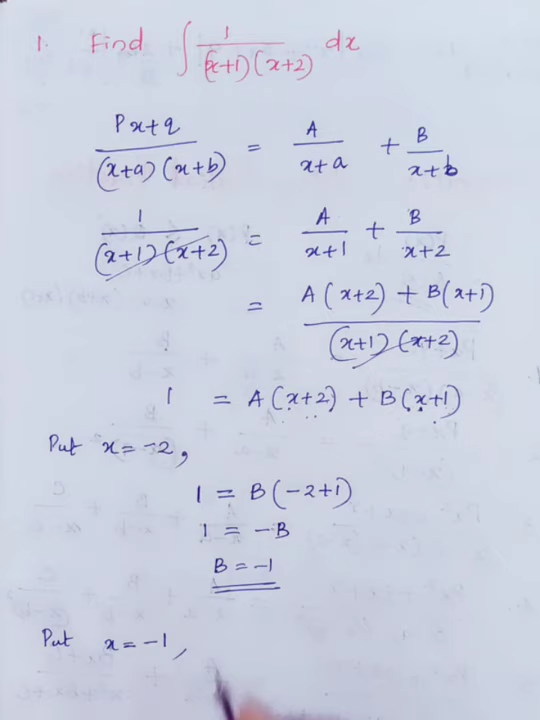 1. Find ∫ 1/((x+1)(x+2)) dx
(Px+q)/((x+a)(x+b)) = A/(x+a) + B/(x+b)
1/((x+1)(x+2)) = A/(x+1) + B/(x+2)
= (A(x+2) + B(x+1))/((x+1)(x+2))
1 = A(x+2) + B(x+1)
Put x = -2,
1 = B(-2+1)
1 = -B
B = -1
Put x = -1,